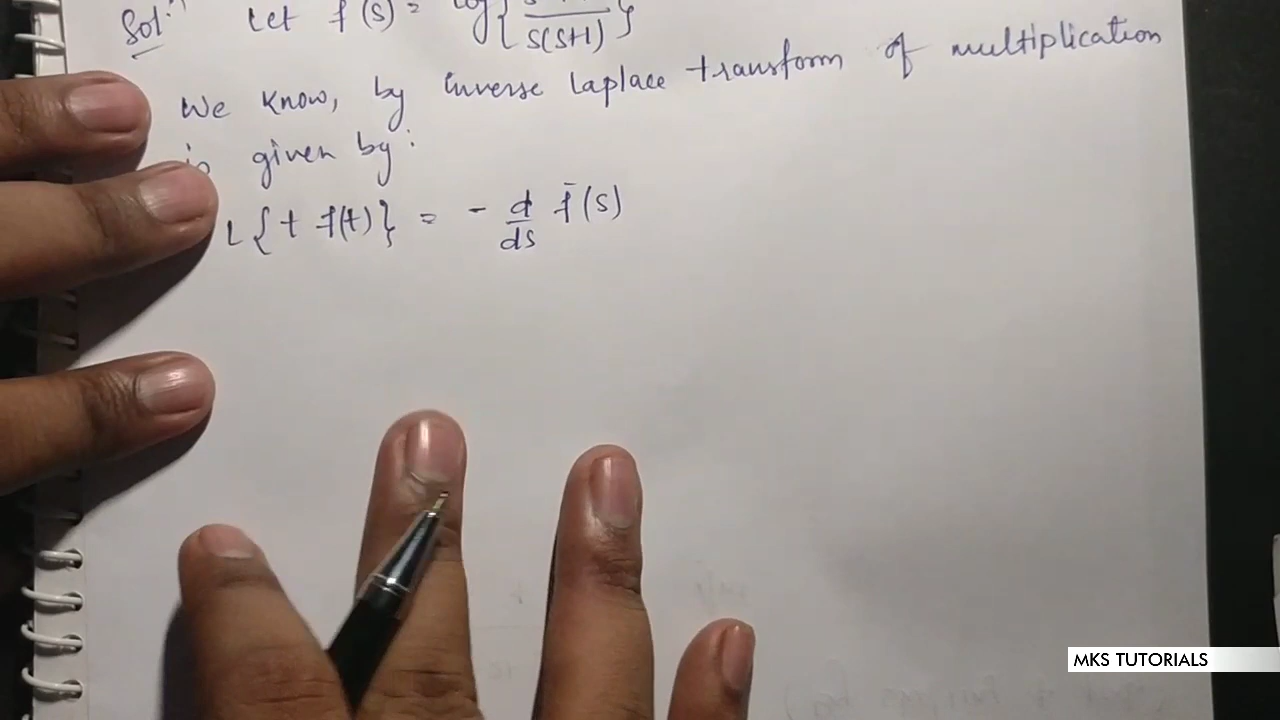 Sol:- Let f̄(s) = log{ / s(s+1)}
We know, by inverse laplace transform of multiplication
is given by:
L{t f(t)} = - d/ds f̄(s)
MKS TUTORIALS